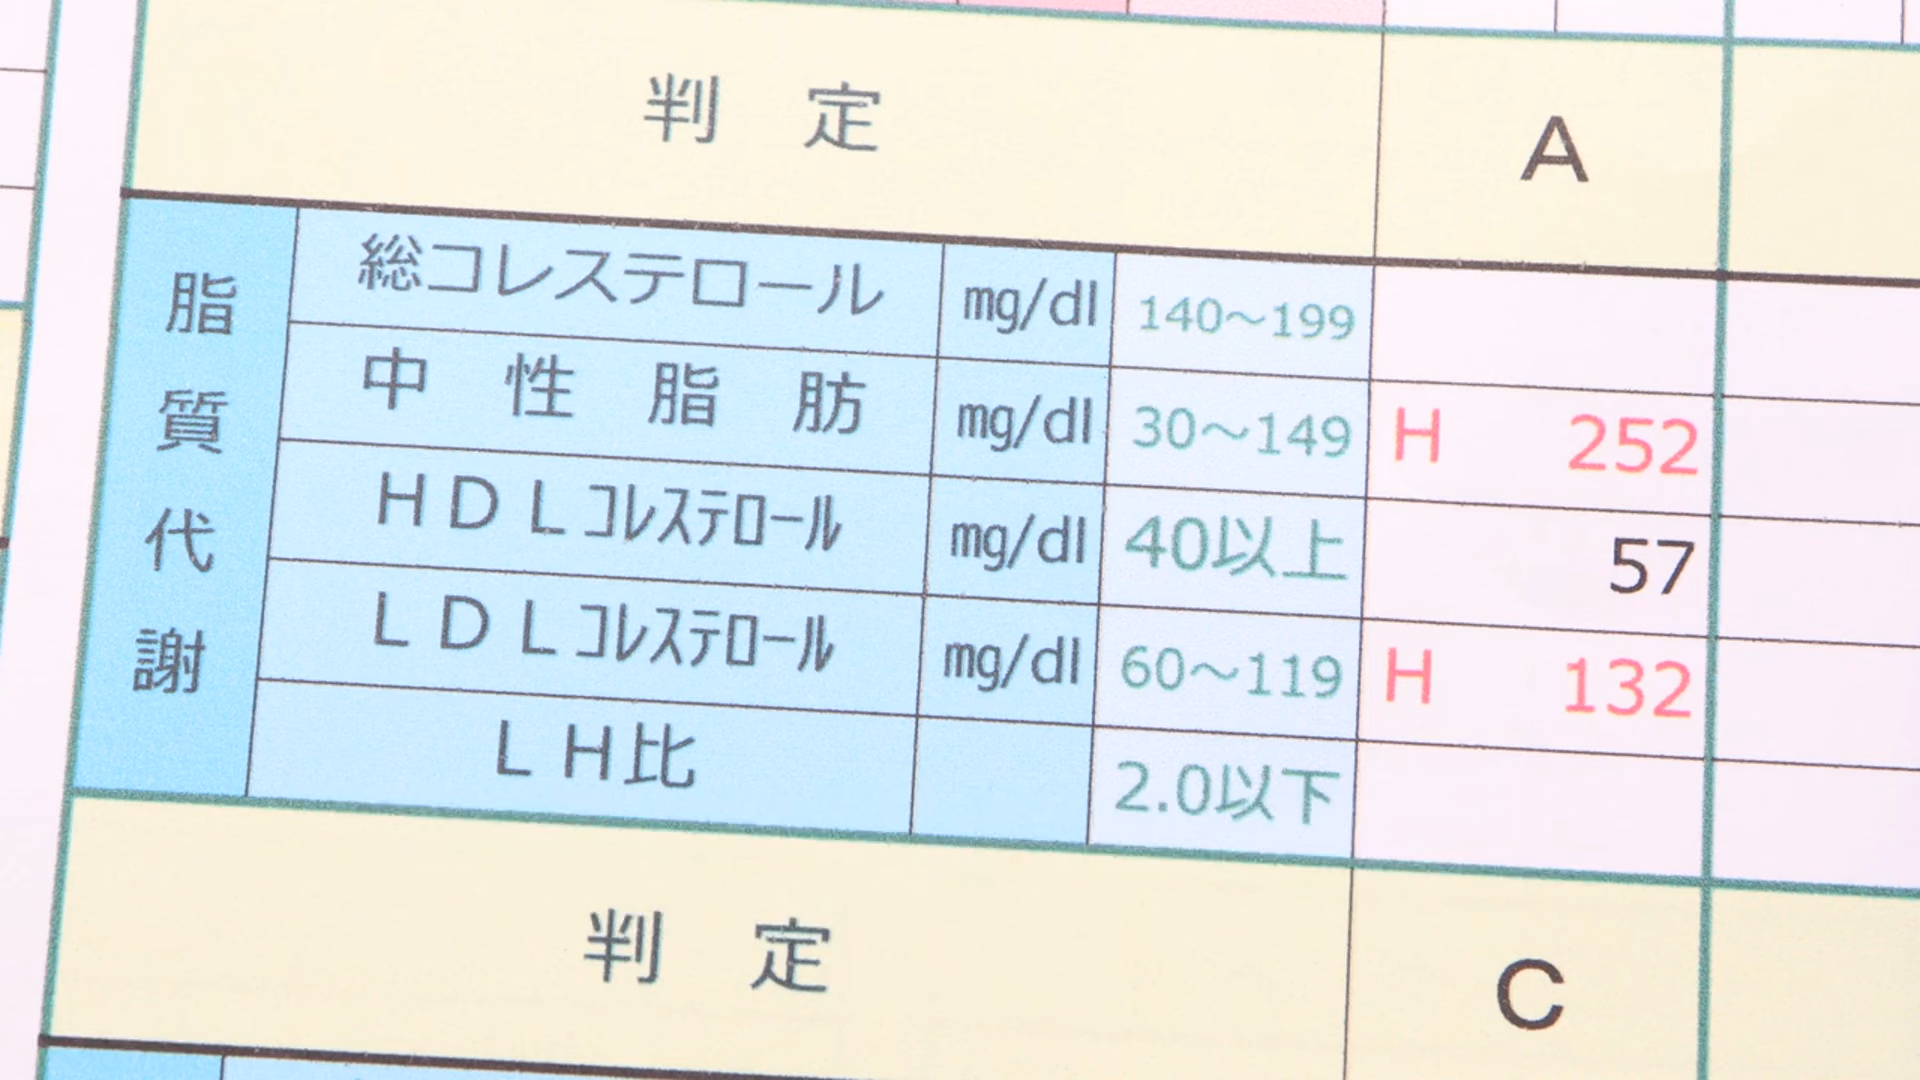 判 定 A
脂質代謝
総コレステロール mg/dl 140～199
中性脂肪 mg/dl 30～149 H 252
ＨＤＬｺﾚｽﾃﾛｰﾙ mg/dl 40以上 57
ＬＤＬｺﾚｽﾃﾛｰﾙ mg/dl 60～119 H 132
ＬＨ比 2.0以下
判 定 C